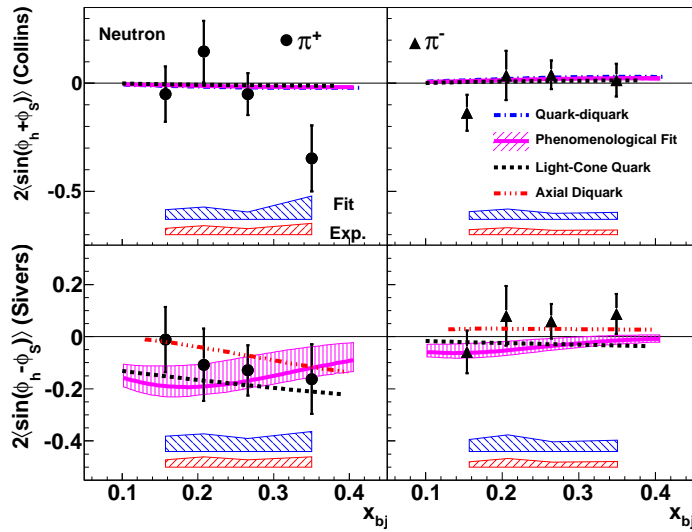 Neutron
π+
π-
2⟨sin(ϕh+ϕS)⟩ (Collins)
0
-0.5
Quark-diquark
Phenomenological Fit
Light-Cone Quark
Axial Diquark
Fit
Exp.
2⟨sin(ϕh-ϕS)⟩ (Sivers)
0.2
0
-0.2
-0.4
0.1 0.2 0.3 0.4 0.1 0.2 0.3 0.4
xbj xbj